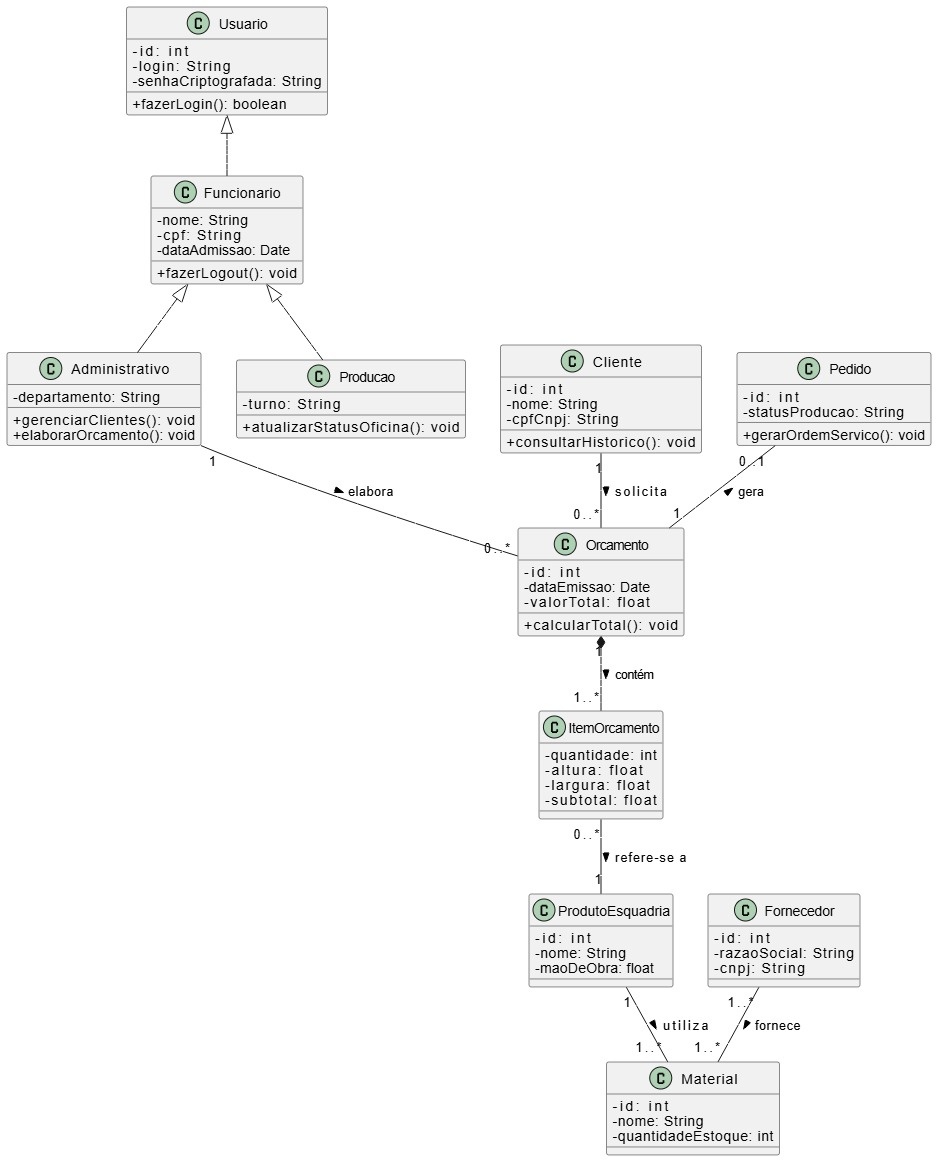 C Usuario
-id: int
-login: String
-senhaCriptografada: String
+fazerLogin(): boolean
C Funcionario
-nome: String
-cpf: String
-dataAdmissao: Date
+fazerLogout(): void
C Administrativo
-departamento: String
+gerenciarClientes(): void
+elaborarOrcamento(): void
C Producao
-turno: String
+atualizarStatusOficina(): void
C Cliente
-id: int
-nome: String
-cpfCnpj: String
+consultarHistorico(): void
C Pedido
-id: int
-statusProducao: String
+gerarOrdemServico(): void
1
elabora
0..*
1
solicita
0..*
0..1
gera
1
C Orcamento
-id: int
-dataEmissao: Date
-valorTotal: float
+calcularTotal(): void
1
contém
1..*
C ItemOrcamento
-quantidade: int
-altura: float
-largura: float
-subtotal: float
0..*
refere-se a
1
C ProdutoEsquadria
-id: int
-nome: String
-maoDeObra: float
C Fornecedor
-id: int
-razaoSocial: String
-cnpj: String
1
utiliza
1..*
1..*
fornece
1..*
C Material
-id: int
-nome: String
-quantidadeEstoque: int